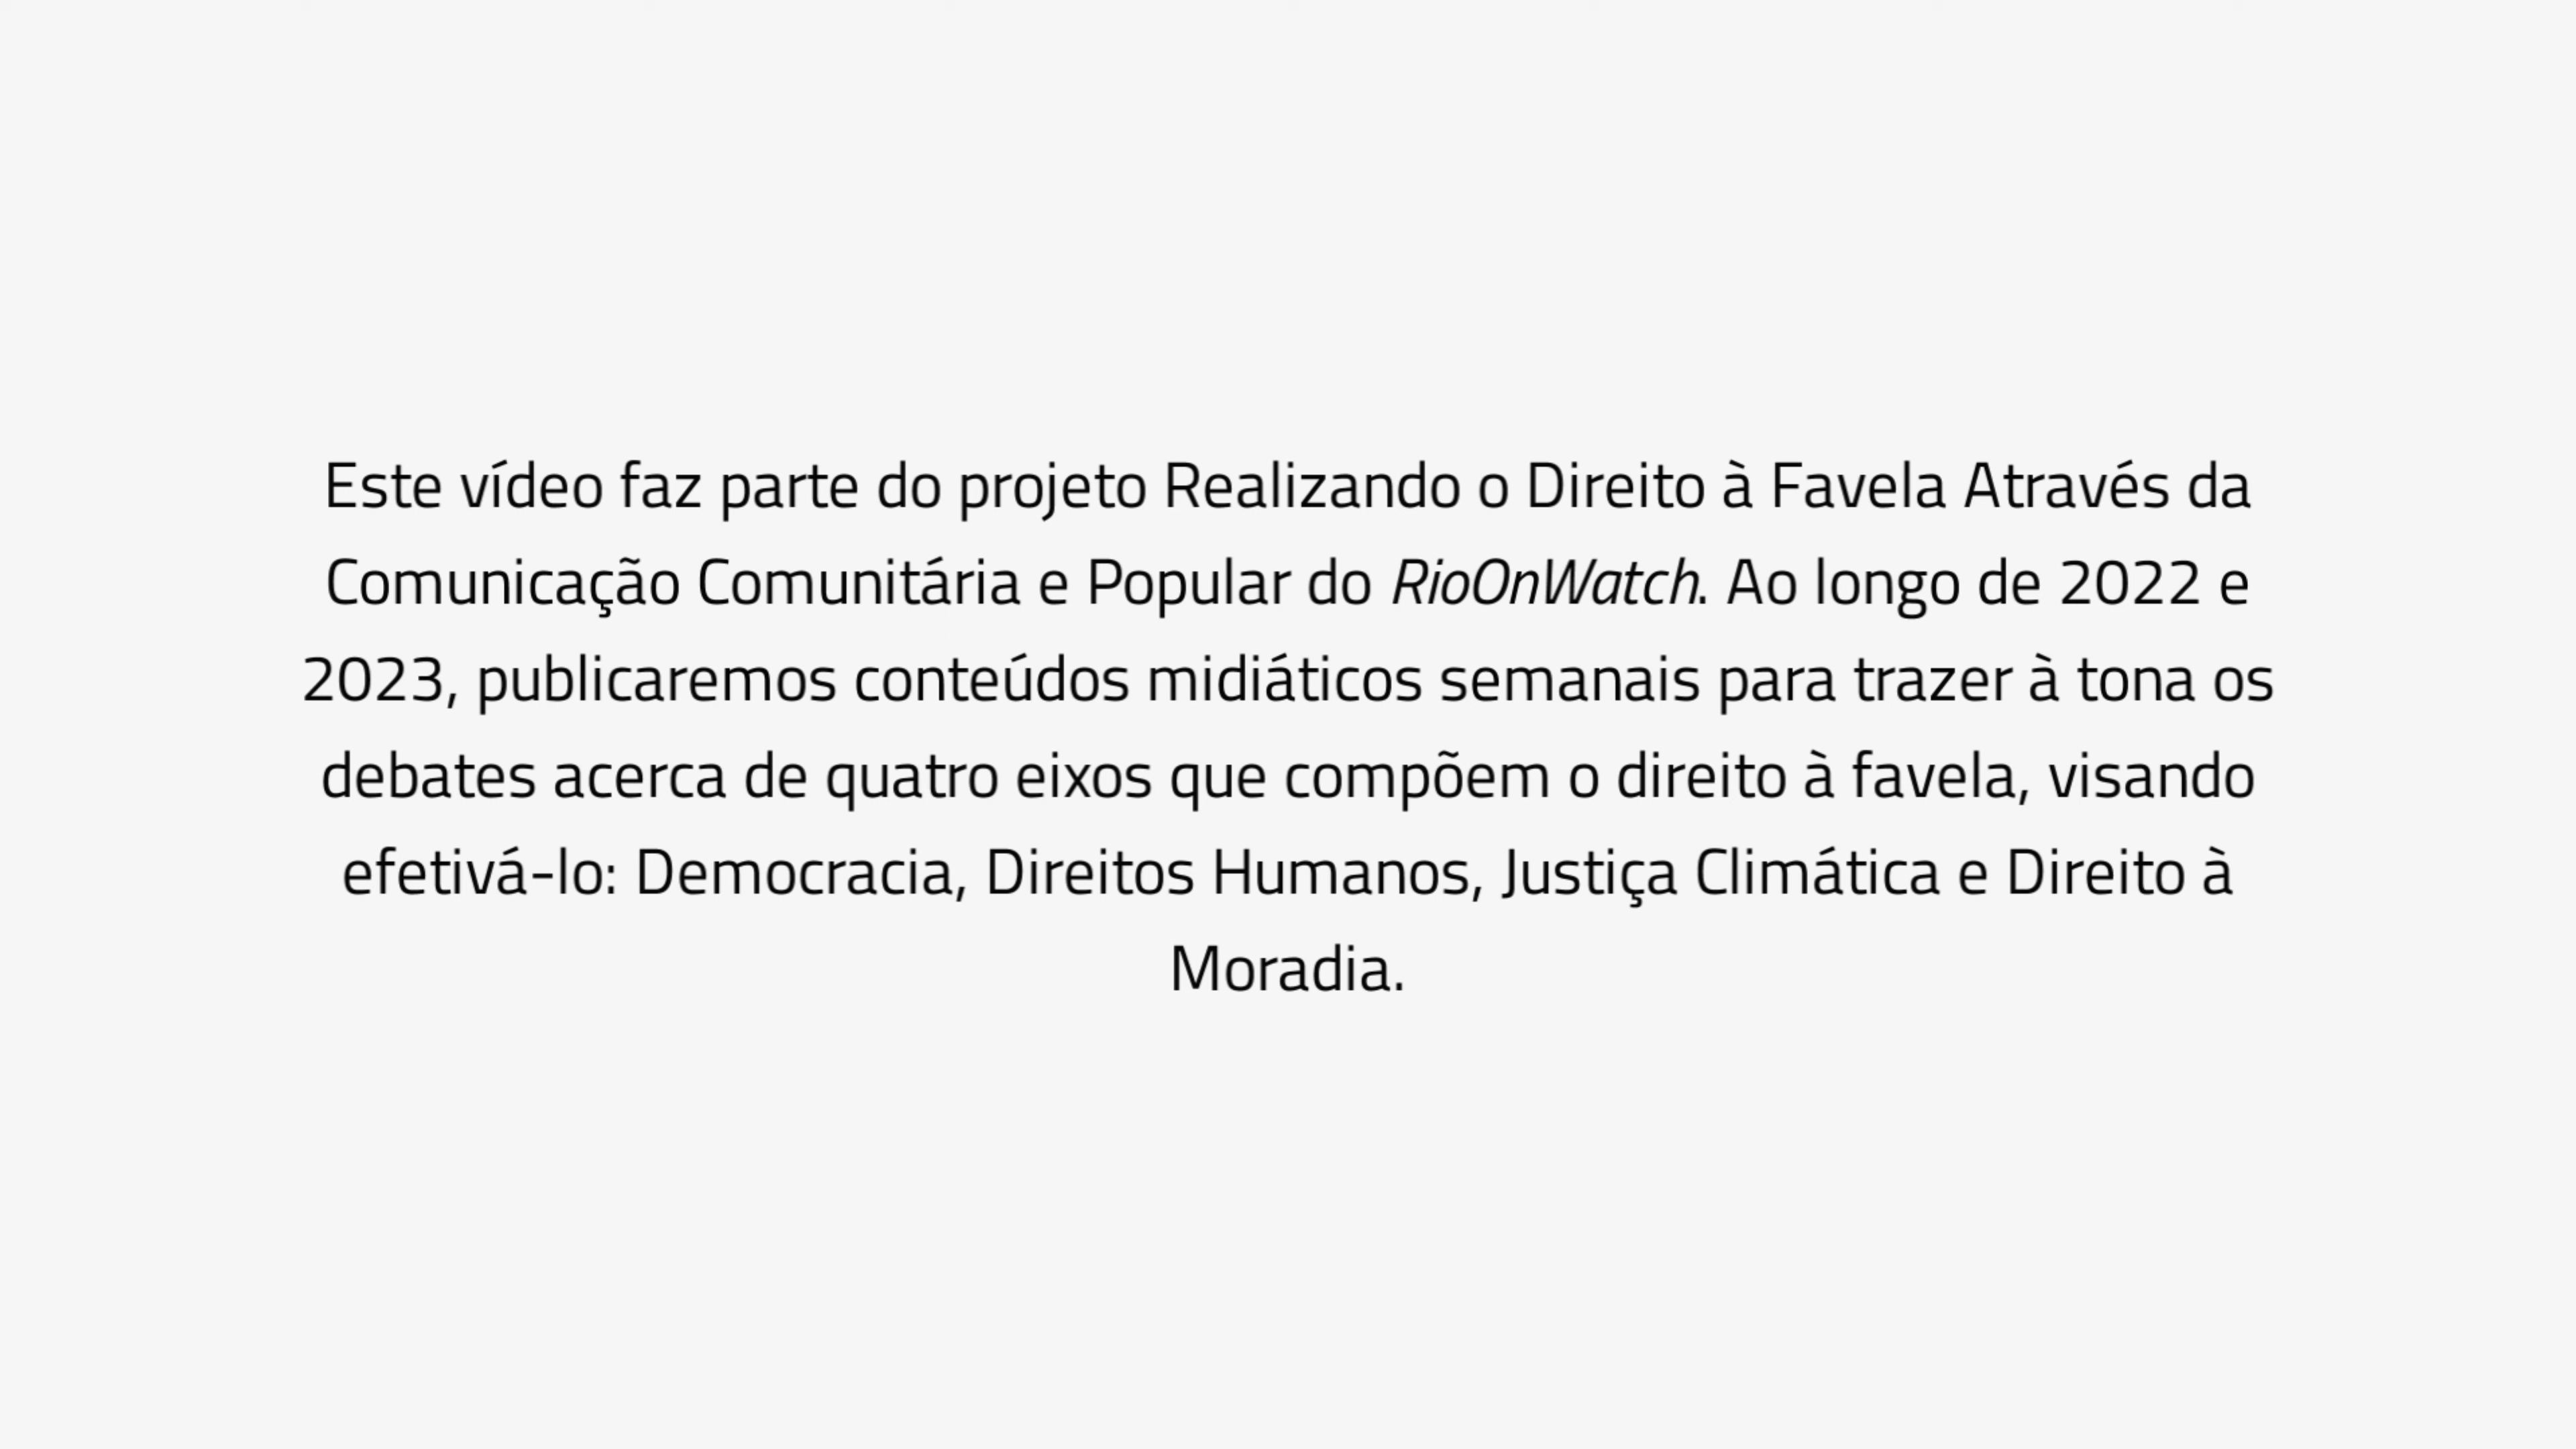 Este vídeo faz parte do projeto Realizando o Direito à Favela Através da
Comunicação Comunitária e Popular do RioOnWatch. Ao longo de 2022 e
2023, publicaremos conteúdos midiáticos semanais para trazer à tona os
debates acerca de quatro eixos que compõem o direito à favela, visando
efetivá-lo: Democracia, Direitos Humanos, Justiça Climática e Direito à
Moradia.